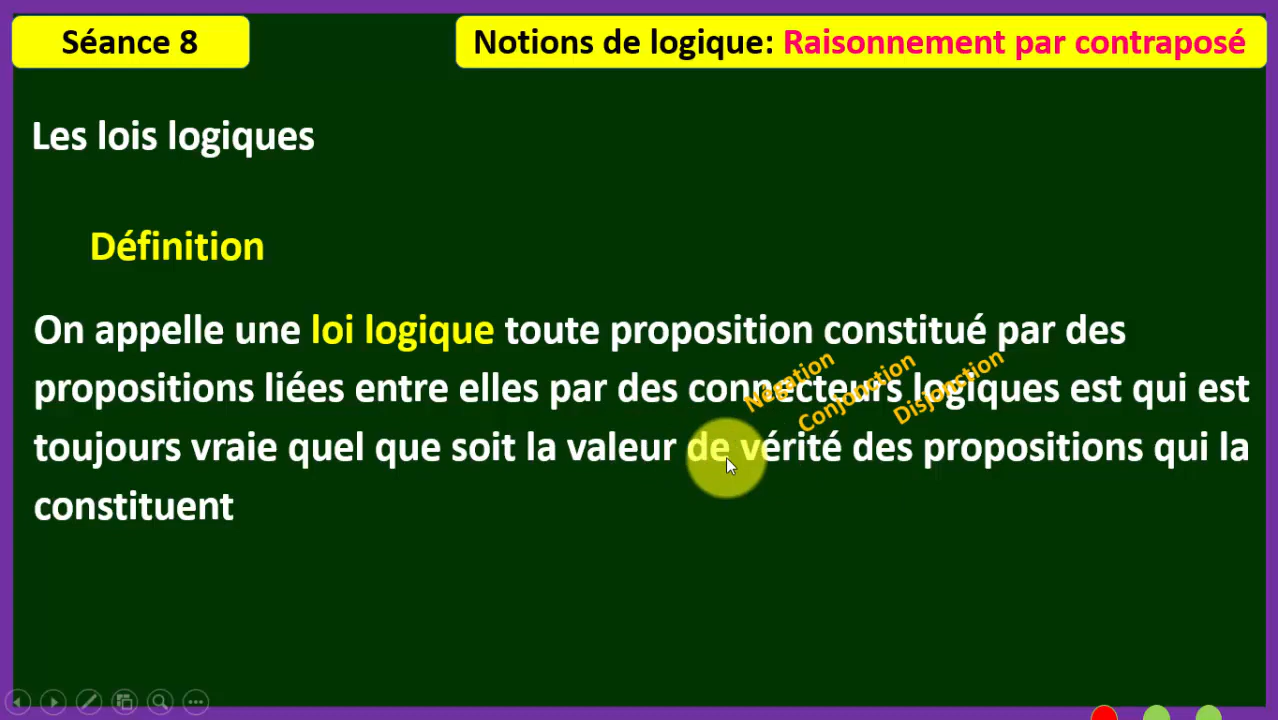 Séance 8
Notions de logique: Raisonnement par contraposé
Les lois logiques
Définition
On appelle une loi logique toute proposition constitué par des
Négation
Conjonction
Disjonction
propositions liées entre elles par des connecteurs logiques est qui est
toujours vraie quel que soit la valeur de vérité des propositions qui la
constituent